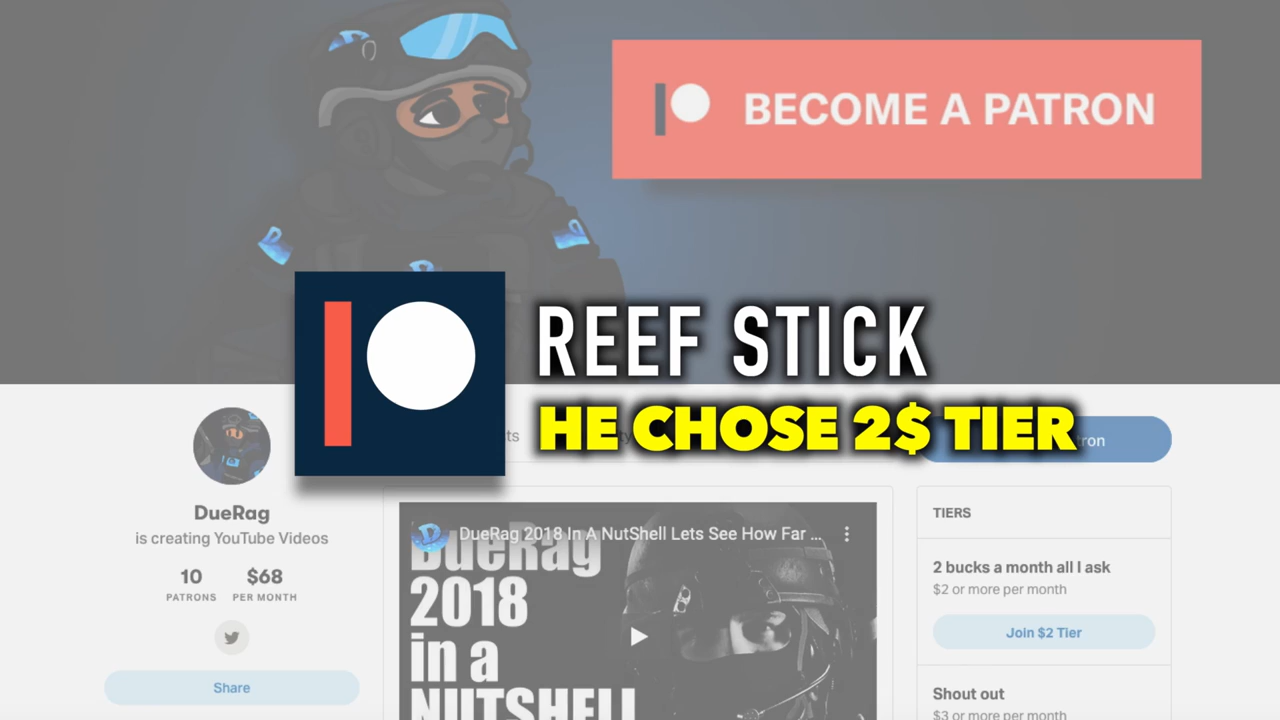 BECOME A PATRON
REEF STICK
HE CHOSE 2$ TIER
DueRag
is creating YouTube Videos
10
PATRONS
$68
PER MONTH
Share
DueRag 2018 In A NutShell Lets See How Far ...
DueRag
2018
in a
NUTSHELL
TIERS
2 bucks a month all I ask
$2 or more per month
Join $2 Tier
Shout out
$3 or more per month